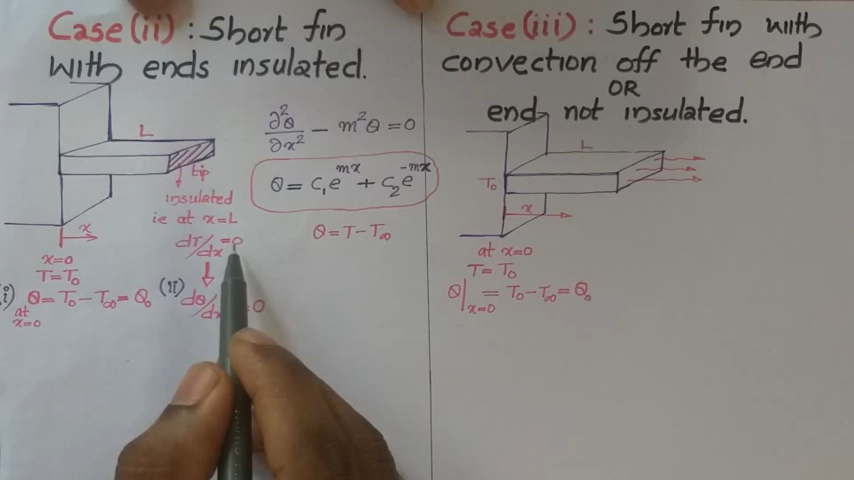 Case(ii) : Short fin
with ends insulated.
L
tip
insulated
ie at x=L
dT/dx = 0
x
x=0
T=T₀
(i) θ = T₀-T∞ = θ₀
at
x=0
(ii) dθ/dx = 0
∂²θ/∂x² - m²θ = 0
θ = C₁e^mx + C₂e^-mx
θ = T-T∞
Case(iii) : Short fin with
convection off the end
OR
end not insulated.
L
T₀
x
at x=0
T= T₀
θ|x=0 = T₀-T∞ = θ₀